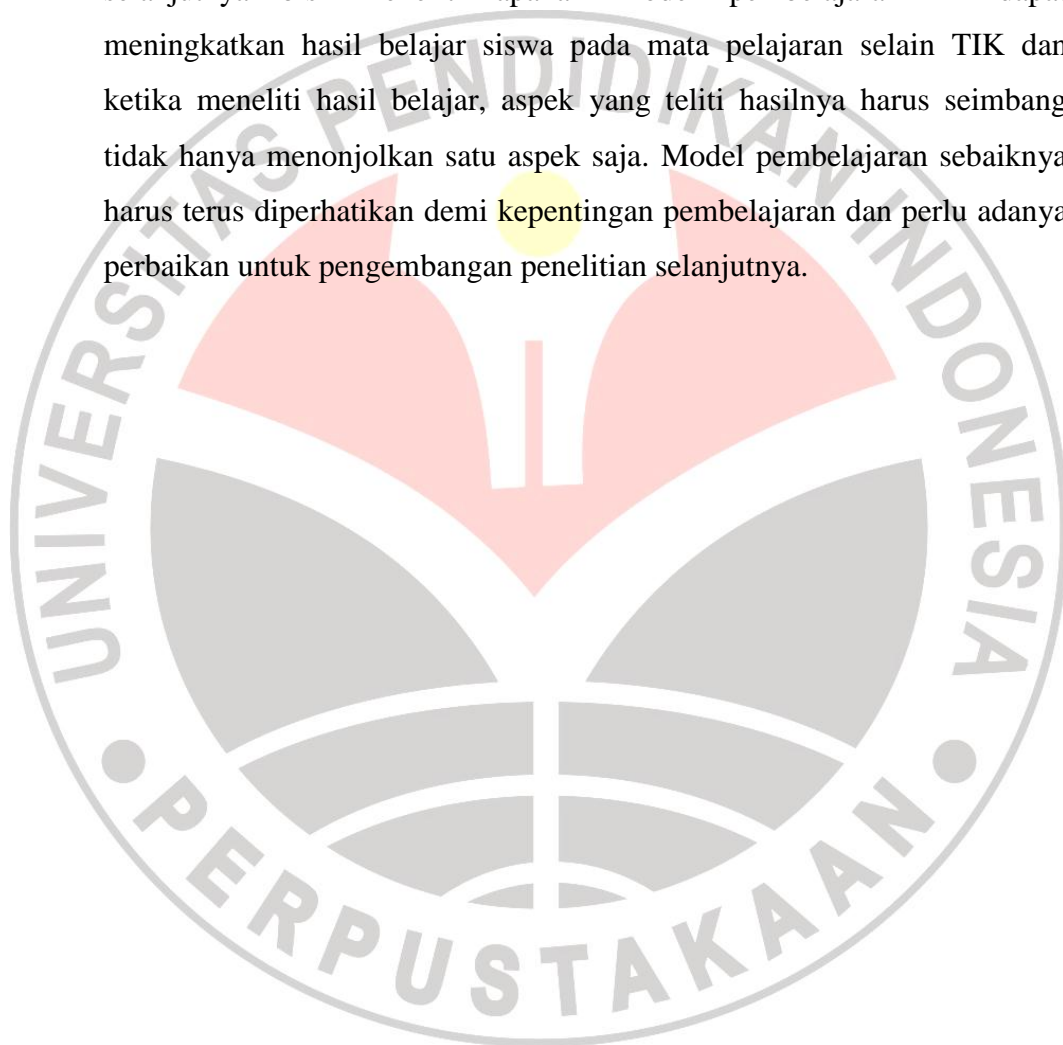 meningkatkan hasil belajar siswa pada mata pelajaran selain TIK dan
ketika meneliti hasil belajar, aspek yang teliti hasilnya harus seimbang
tidak hanya menonjolkan satu aspek saja. Model pembelajaran sebaiknya
harus terus diperhatikan demi kepentingan pembelajaran dan perlu adanya
perbaikan untuk pengembangan penelitian selanjutnya.
UNIVERSITAS PENDIDIKAN INDONESIA
PERPUSTAKAAN